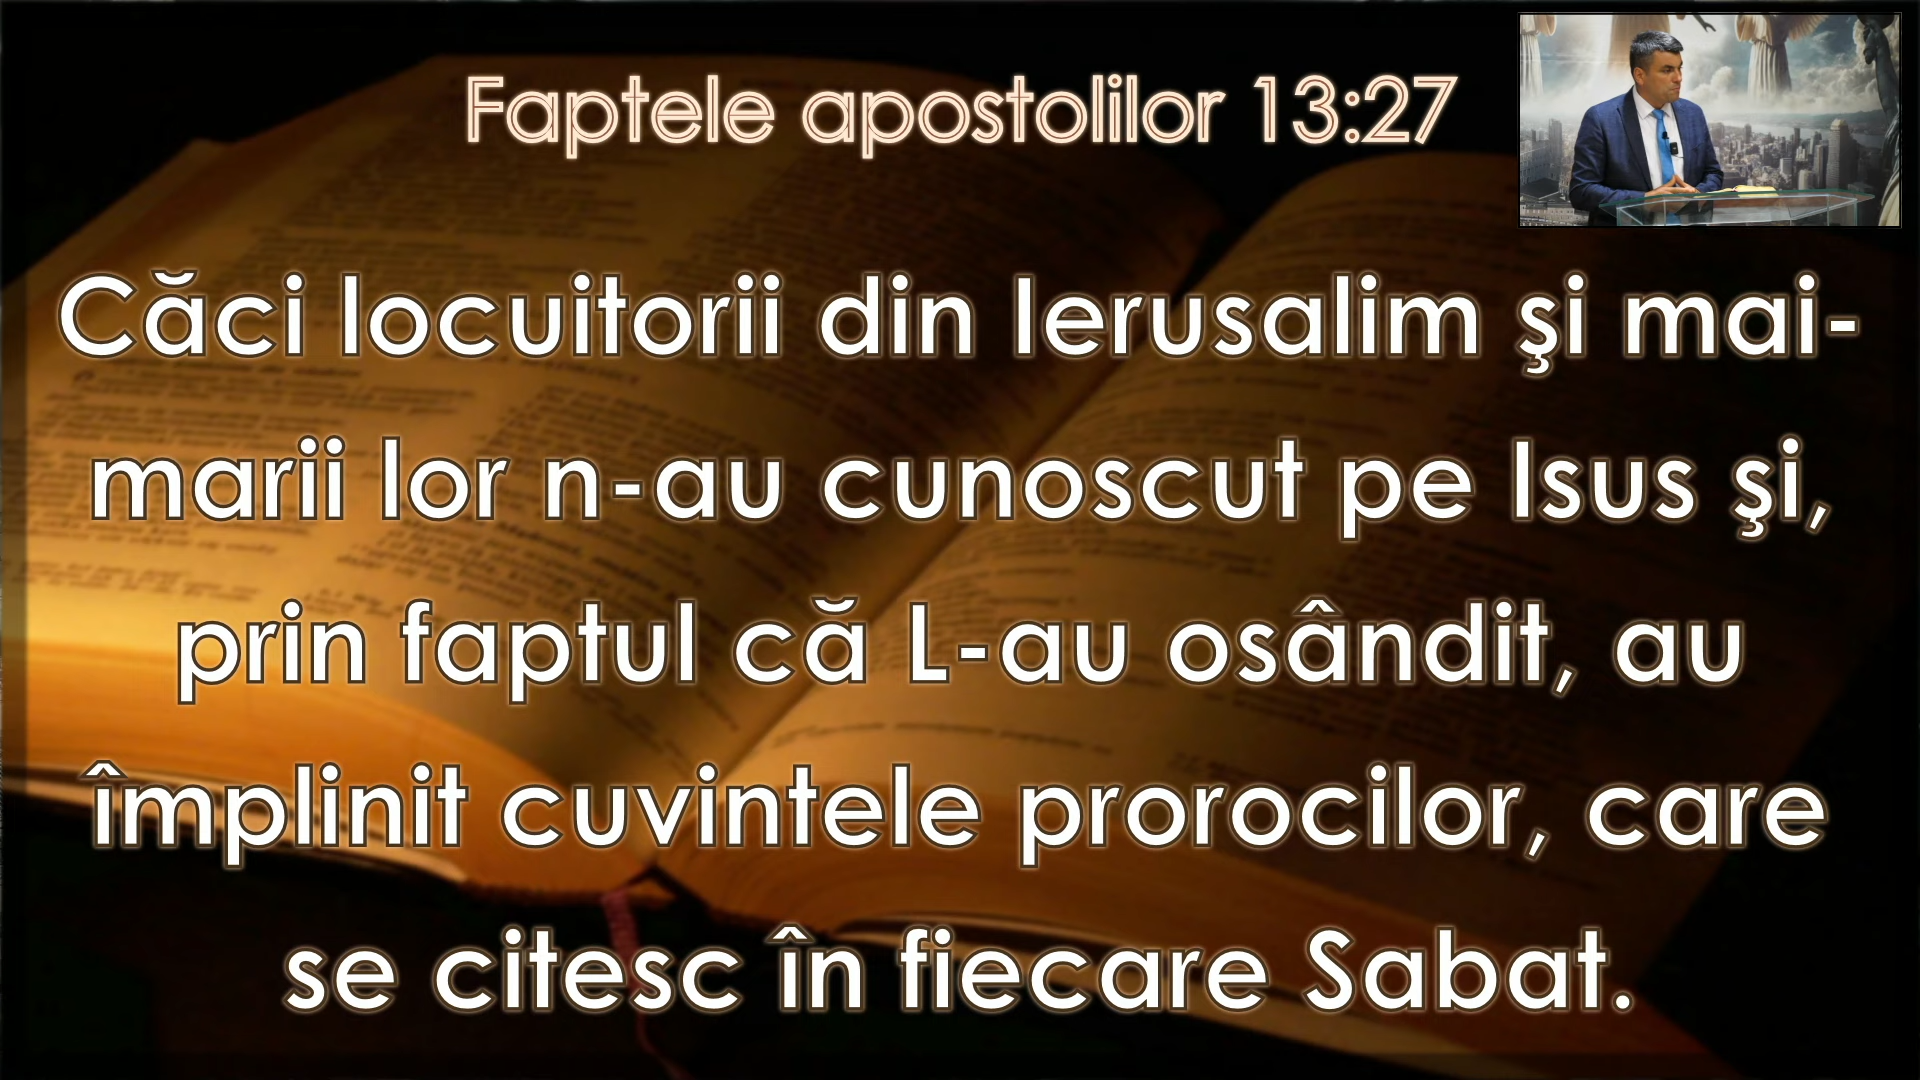 Faptele apostolilor 13:27
Căci locuitorii din Ierusalim şi mai-
marii lor n-au cunoscut pe Isus şi,
prin faptul că L-au osândit, au
împlinit cuvintele prorocilor, care
se citesc în fiecare Sabat.